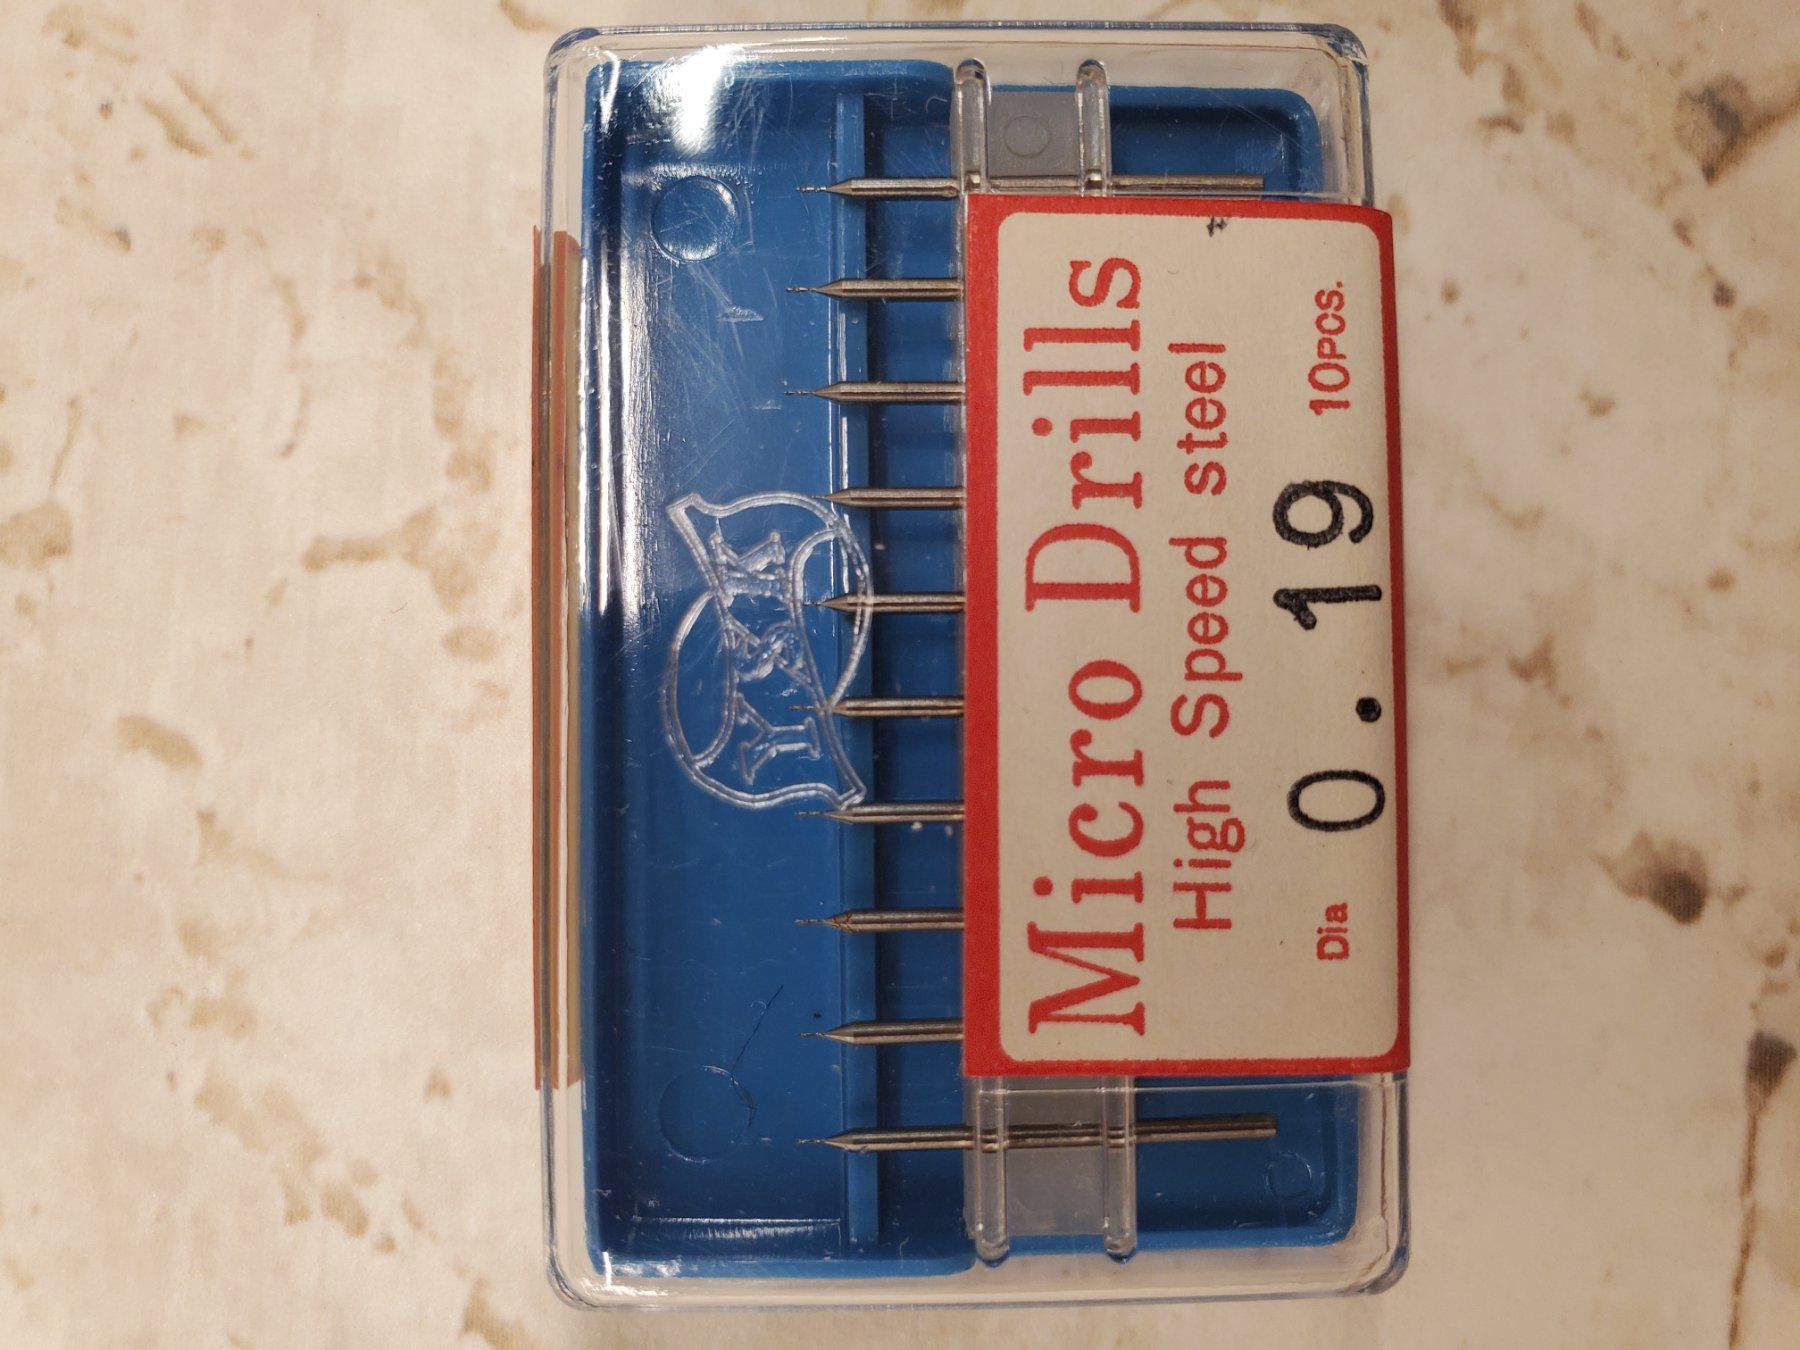 Micro Drills
High Speed steel
Dia 0.19 10PCS.
Y&K